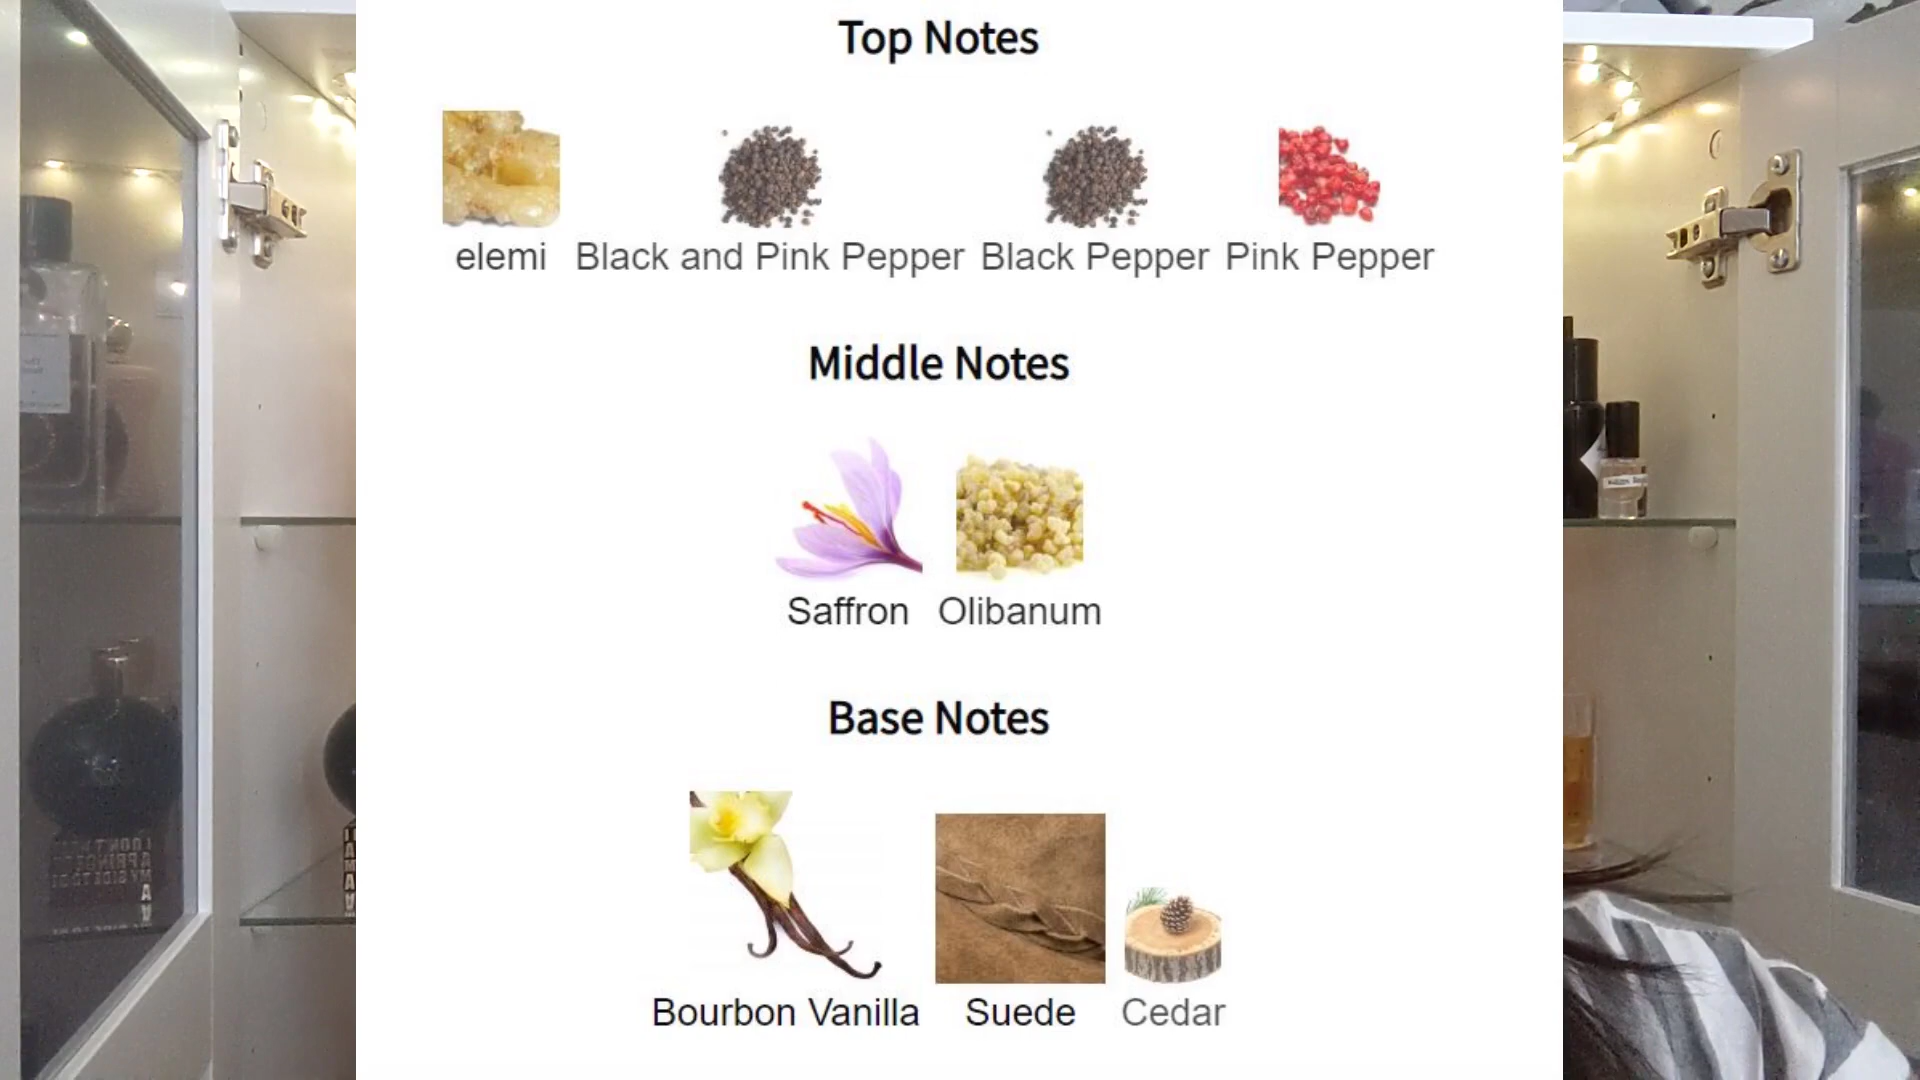 Top Notes
elemi Black and Pink Pepper Black Pepper Pink Pepper
Middle Notes
Saffron Olibanum
Base Notes
Bourbon Vanilla Suede Cedar